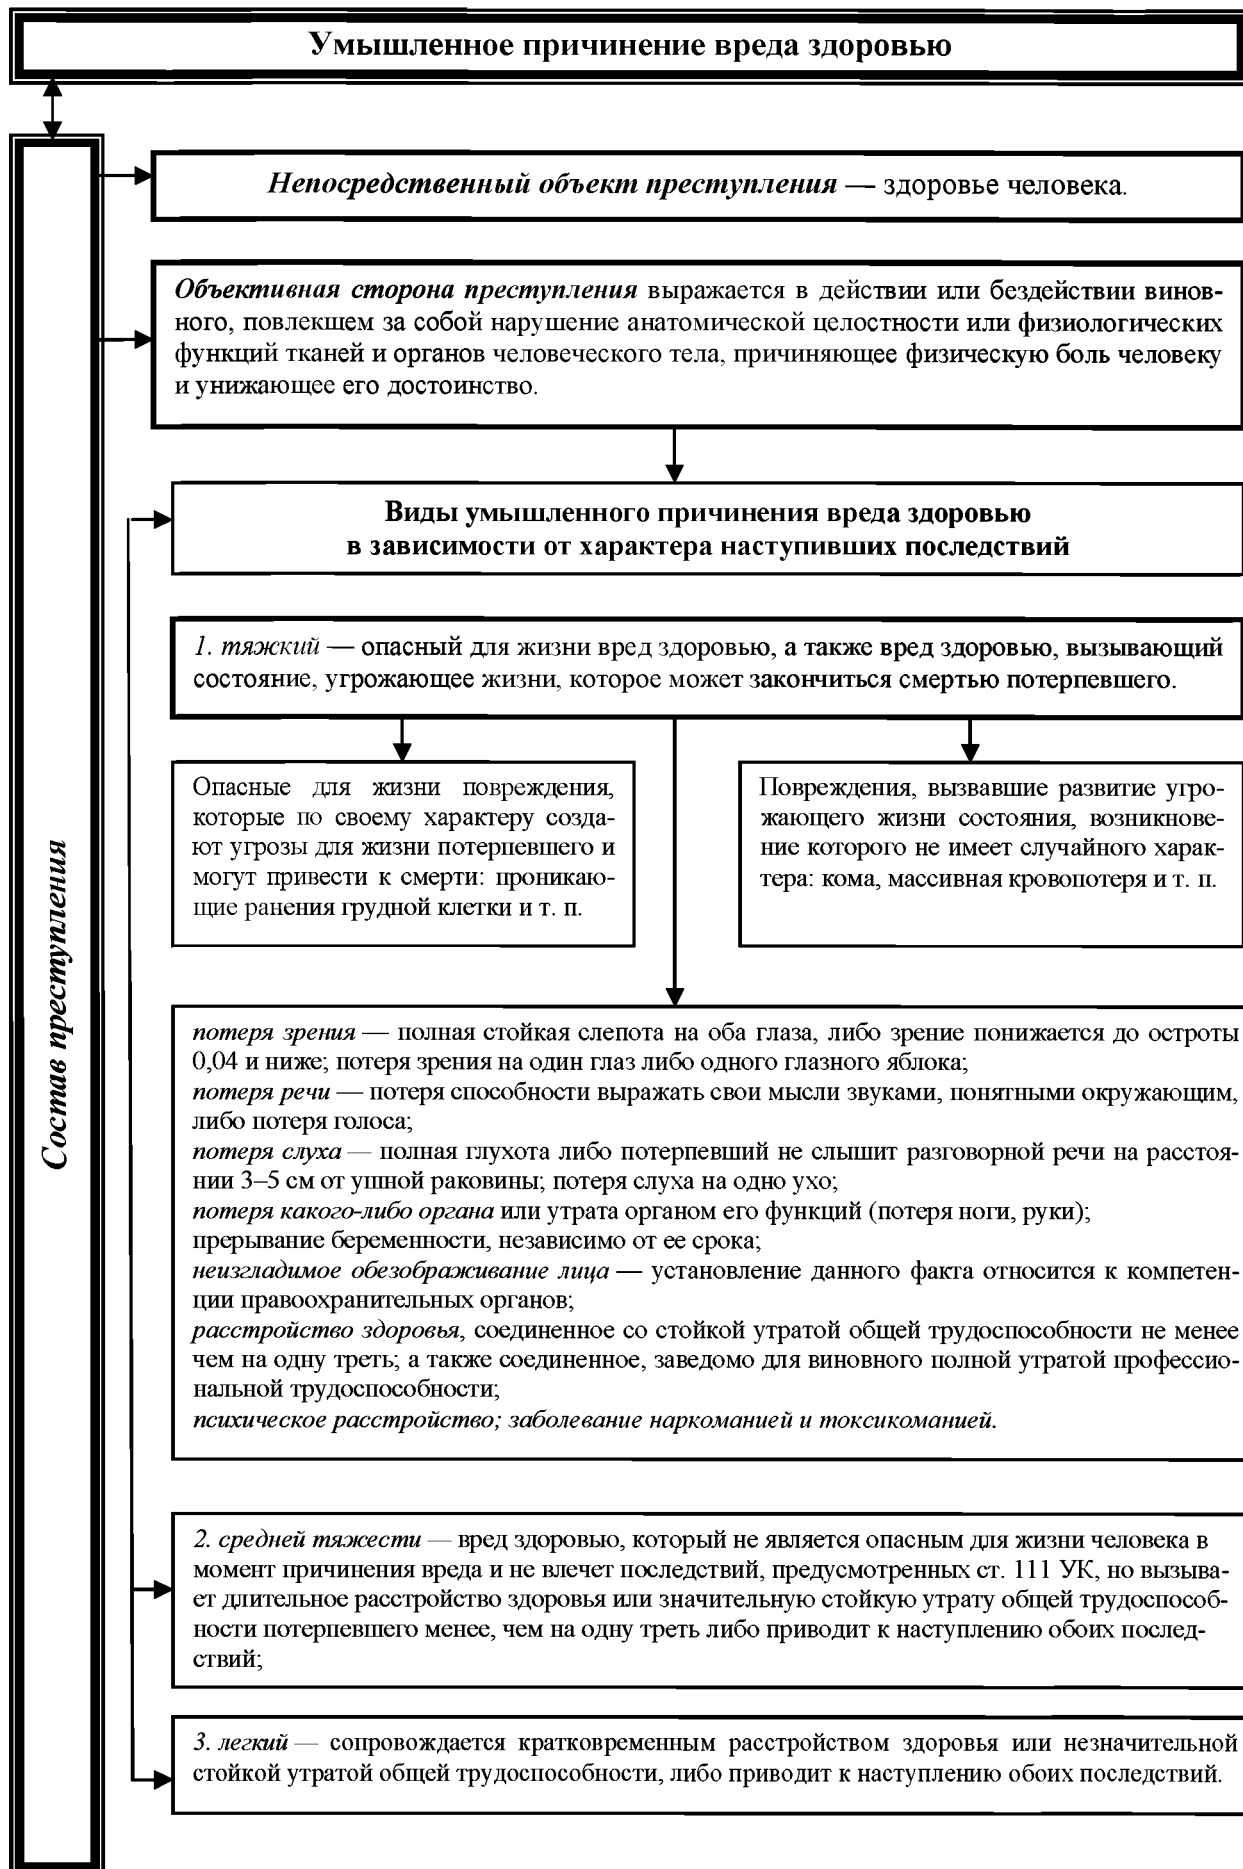 Умышленное причинение вреда здоровью
Состав преступления
Непосредственный объект преступления — здоровье человека.
Объективная сторона преступления выражается в действии или бездействии винов-
ного, повлекшем за собой нарушение анатомической целостности или физиологических
функций тканей и органов человеческого тела, причиняющее физическую боль человеку
и унижающее его достоинство.
Виды умышленного причинения вреда здоровью
в зависимости от характера наступивших последствий
1. тяжкий — опасный для жизни вред здоровью, а также вред здоровью, вызывающий
состояние, угрожающее жизни, которое может закончиться смертью потерпевшего.
Опасные для жизни повреждения,
которые по своему характеру созда-
ют угрозы для жизни потерпевшего и
могут привести к смерти: проникаю-
щие ранения грудной клетки и т. п.
Повреждения, вызвавшие развитие угро-
жающего жизни состояния, возникнове-
ние которого не имеет случайного харак-
тера: кома, массивная кровопотеря и т. п.
потеря зрения — полная стойкая слепота на оба глаза, либо зрение понижается до остроты
0,04 и ниже; потеря зрения на один глаз либо одного глазного яблока;
потеря речи — потеря способности выражать свои мысли звуками, понятными окружающим,
либо потеря голоса;
потеря слуха — полная глухота либо потерпевший не слышит разговорной речи на расстоя-
нии 3–5 см от ушной раковины; потеря слуха на одно ухо;
потеря какого-либо органа или утрата органом его функций (потеря ноги, руки);
прерывание беременности, независимо от ее срока;
неизгладимое обезображивание лица — установление данного факта относится к компетен-
ции правоохранительных органов;
расстройство здоровья, соединенное со стойкой утратой общей трудоспособности не менее
чем на одну треть; а также соединенное, заведомо для виновного полной утратой профессио-
нальной трудоспособности;
психическое расстройство; заболевание наркоманией и токсикоманией.
2. средней тяжести — вред здоровью, который не является опасным для жизни человека в
момент причинения вреда и не влечет последствий, предусмотренных ст. 111 УК, но вызыва-
ет длительное расстройство здоровья или значительную стойкую утрату общей трудоспособ-
ности потерпевшего менее, чем на одну треть либо приводит к наступлению обоих послед-
ствий;
3. легкий — сопровождается кратковременным расстройством здоровья или незначительной
стойкой утратой общей трудоспособности, либо приводит к наступлению обоих последствий.